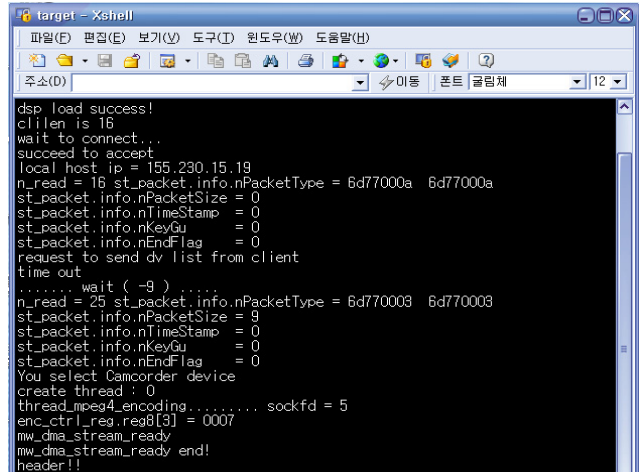 target - Xshell
파일(F) 편집(E) 보기(V) 도구(T) 윈도우(W) 도움말(H)
주소(D) 이동 폰트 굴림체 12
dsp load success!
clilen is 16
wait to connect...
succeed to accept
local host ip = 155.230.15.19
n_read = 16 st_packet.info.nPacketType = 6d77000a  6d77000a
st_packet.info.nPacketSize = 0
st_packet.info.nTimeStamp  = 0
st_packet.info.nKeyGu      = 0
st_packet.info.nEndFlag    = 0
request to send dv list from client
time out
....... wait ( -9 ) .....
n_read = 25 st_packet.info.nPacketType = 6d770003  6d770003
st_packet.info.nPacketSize = 9
st_packet.info.nTimeStamp  = 0
st_packet.info.nKeyGu      = 0
st_packet.info.nEndFlag    = 0
You select Camcorder device
create thread : 0
thread_mpeg4_encoding......... sockfd = 5
enc_ctrl_reg.reg8[3] = 0007
mw_dma_stream_ready
mw_dma_stream_ready end!
header!!